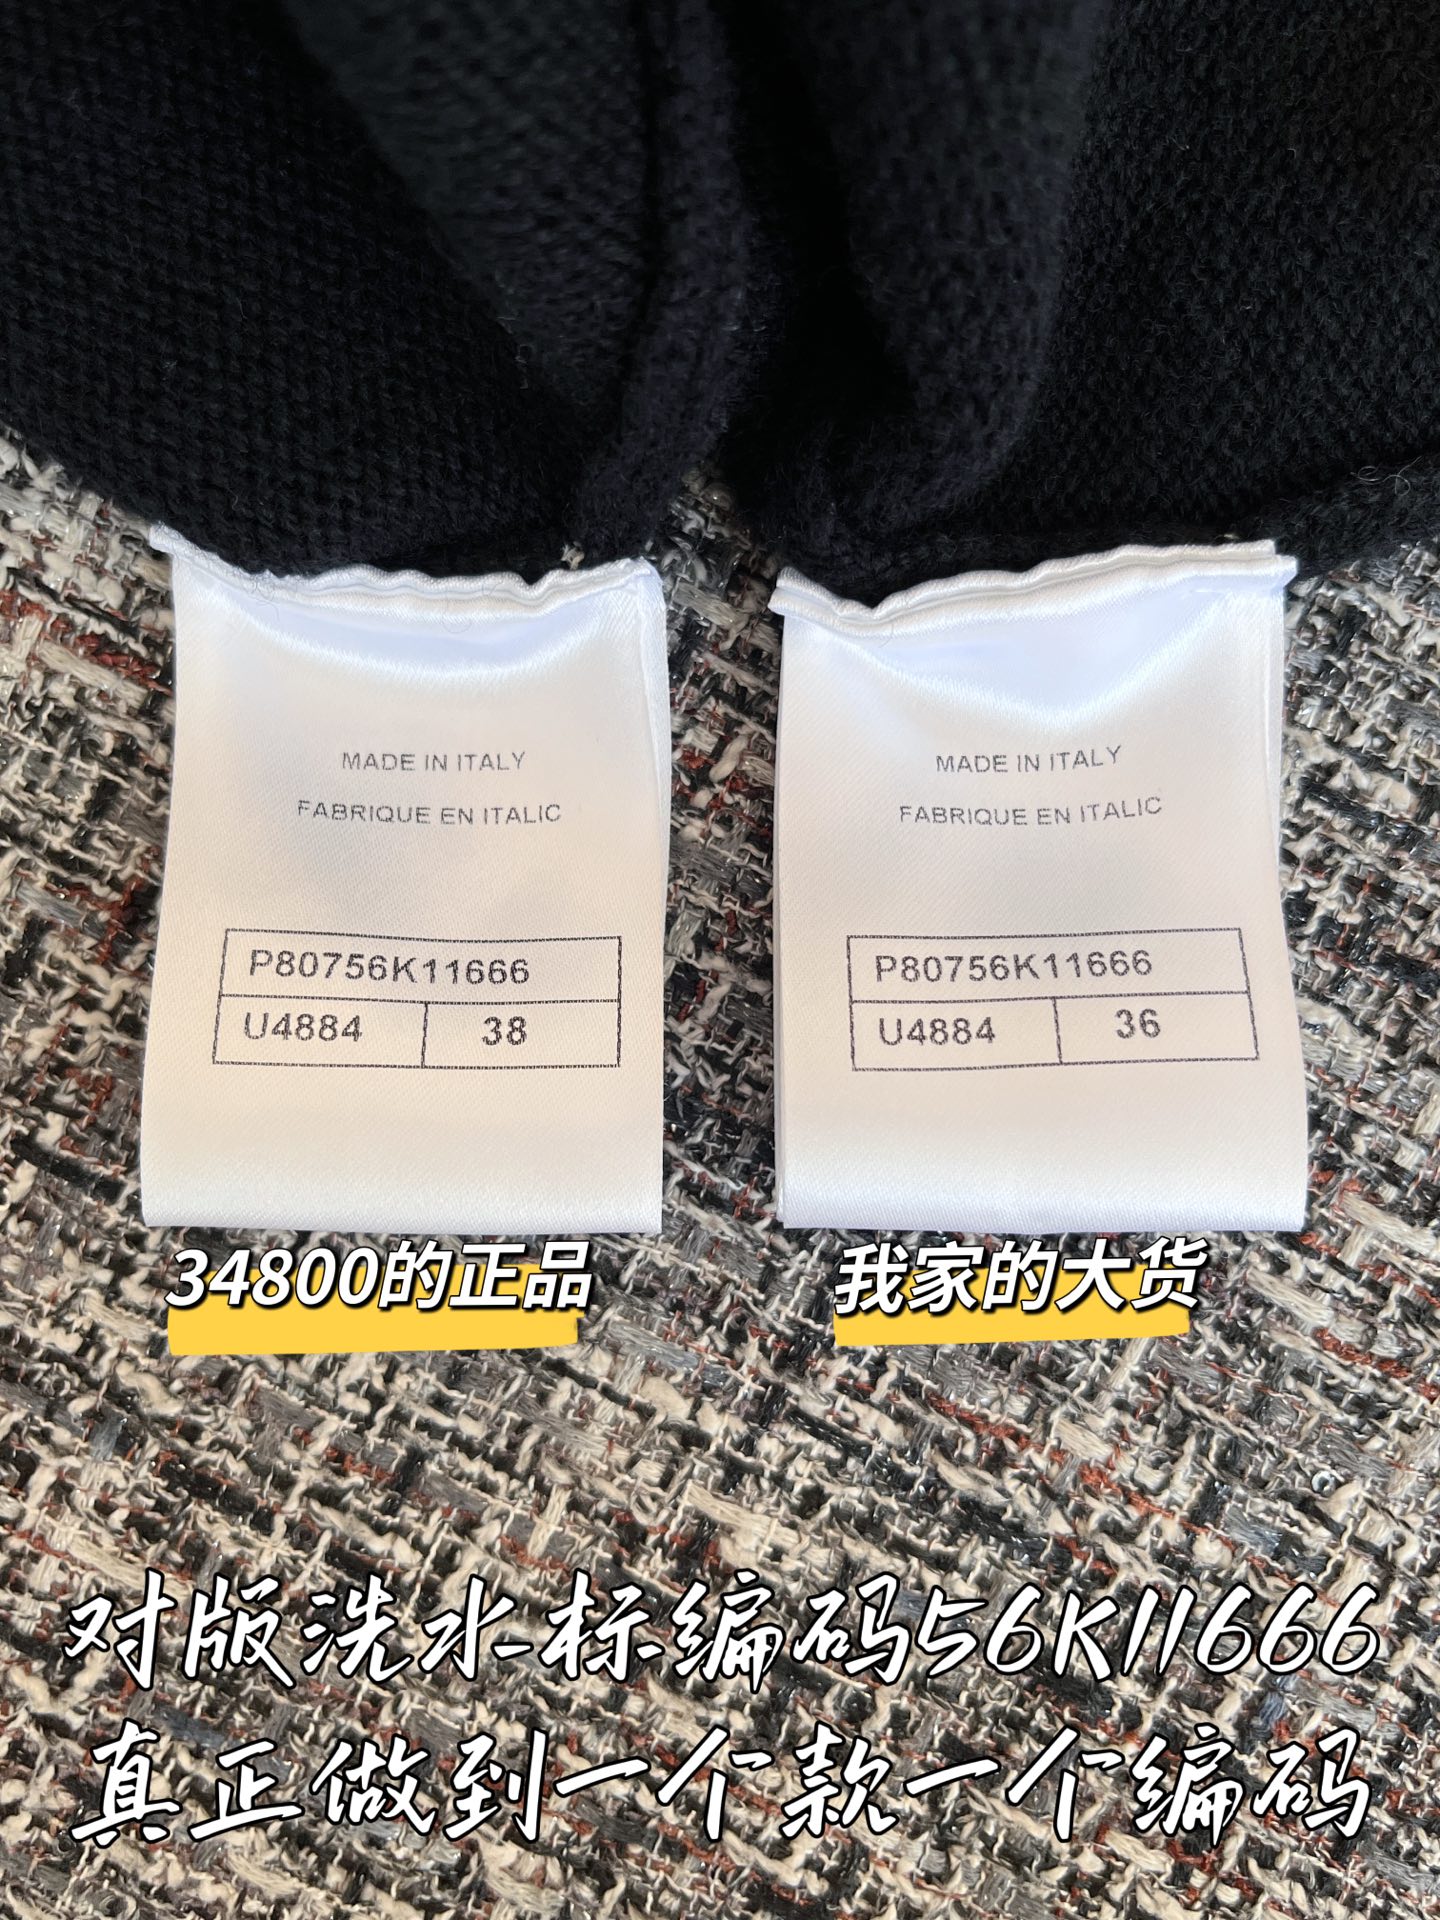 MADE IN ITALY
FABRIQUE EN ITALIC
P80756K11666
U4884 38
MADE IN ITALY
FABRIQUE EN ITALIC
P80756K11666
U4884 36
34800的正品
我家的大货
对版洗水标编码56K11666
真正做到一个款一个编码